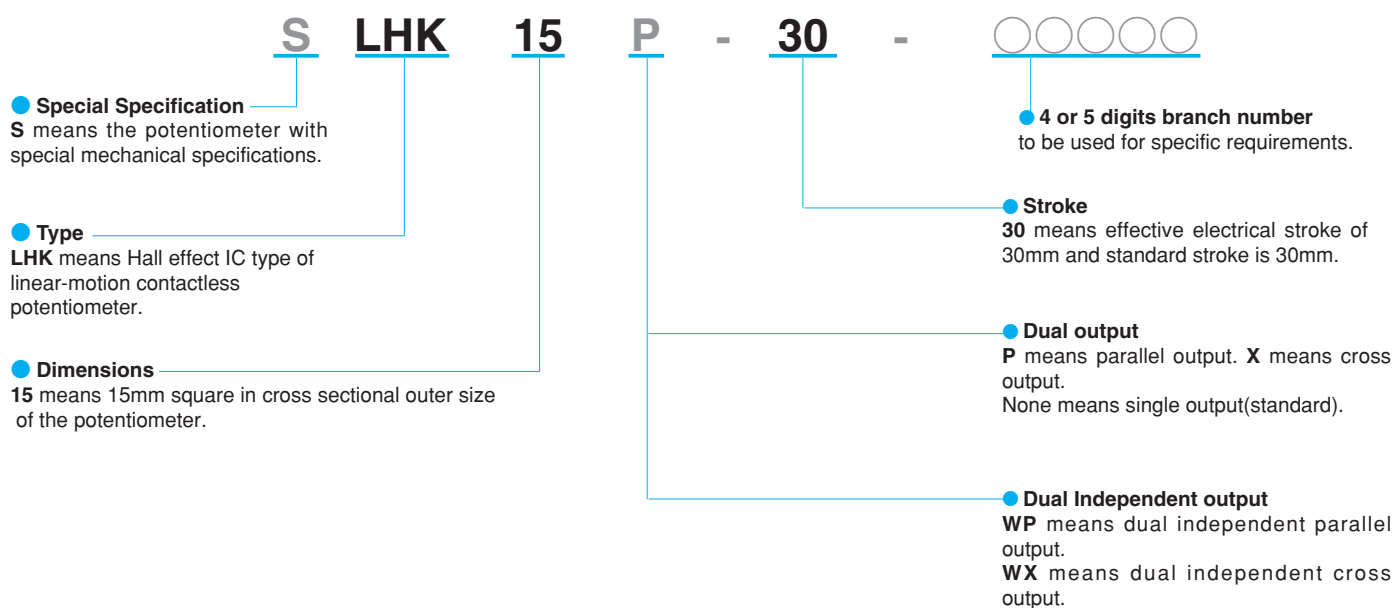 S LHK 15 P - 30 - ○○○○○
● Special Specification
S means the potentiometer with
special mechanical specifications.
● Type
LHK means Hall effect IC type of
linear-motion contactless
potentiometer.
● Dimensions
15 means 15mm square in cross sectional outer size
of the potentiometer.
● 4 or 5 digits branch number
to be used for specific requirements.
● Stroke
30 means effective electrical stroke of
30mm and standard stroke is 30mm.
● Dual output
P means parallel output. X means cross
output.
None means single output(standard).
● Dual Independent output
WP means dual independent parallel
output.
WX means dual independent cross
output.